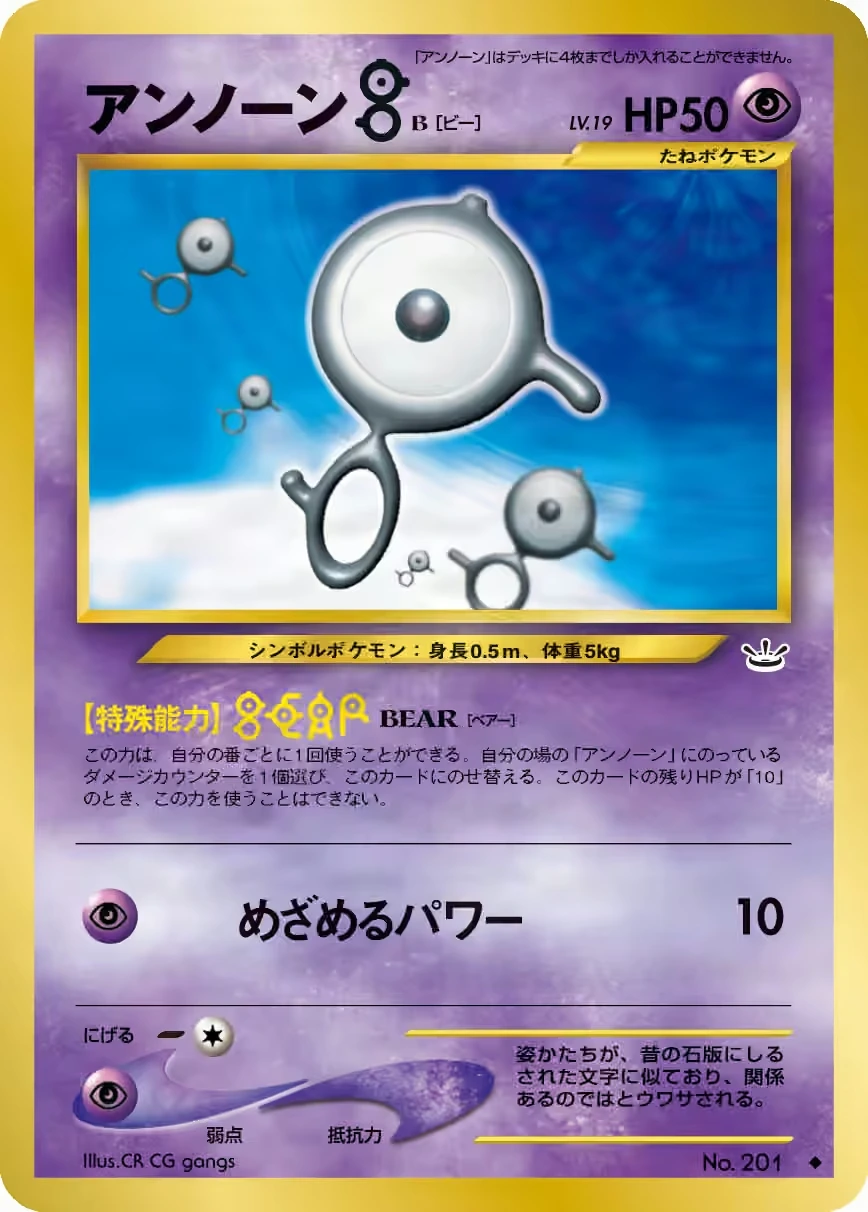 「アンノーン」はデッキに4枚までしか入れることができません。
アンノーン B [ビー] LV.19 HP50
たねポケモン
シンボルポケモン：身長0.5m、体重5kg
【特殊能力】 BEAR [ベアー]
この力は、自分の番ごとに1回使うことができる。自分の場の「アンノーン」にのっている
ダメージカウンターを1個選び、このカードにのせ替える。このカードの残りHPが「10」
のとき、この力を使うことはできない。
めざめるパワー 10
にげる
弱点
抵抗力
姿かたちが、昔の石版にしる
された文字に似ており、関係
あるのではとウワサされる。
Illus.CR CG gangs
No. 201